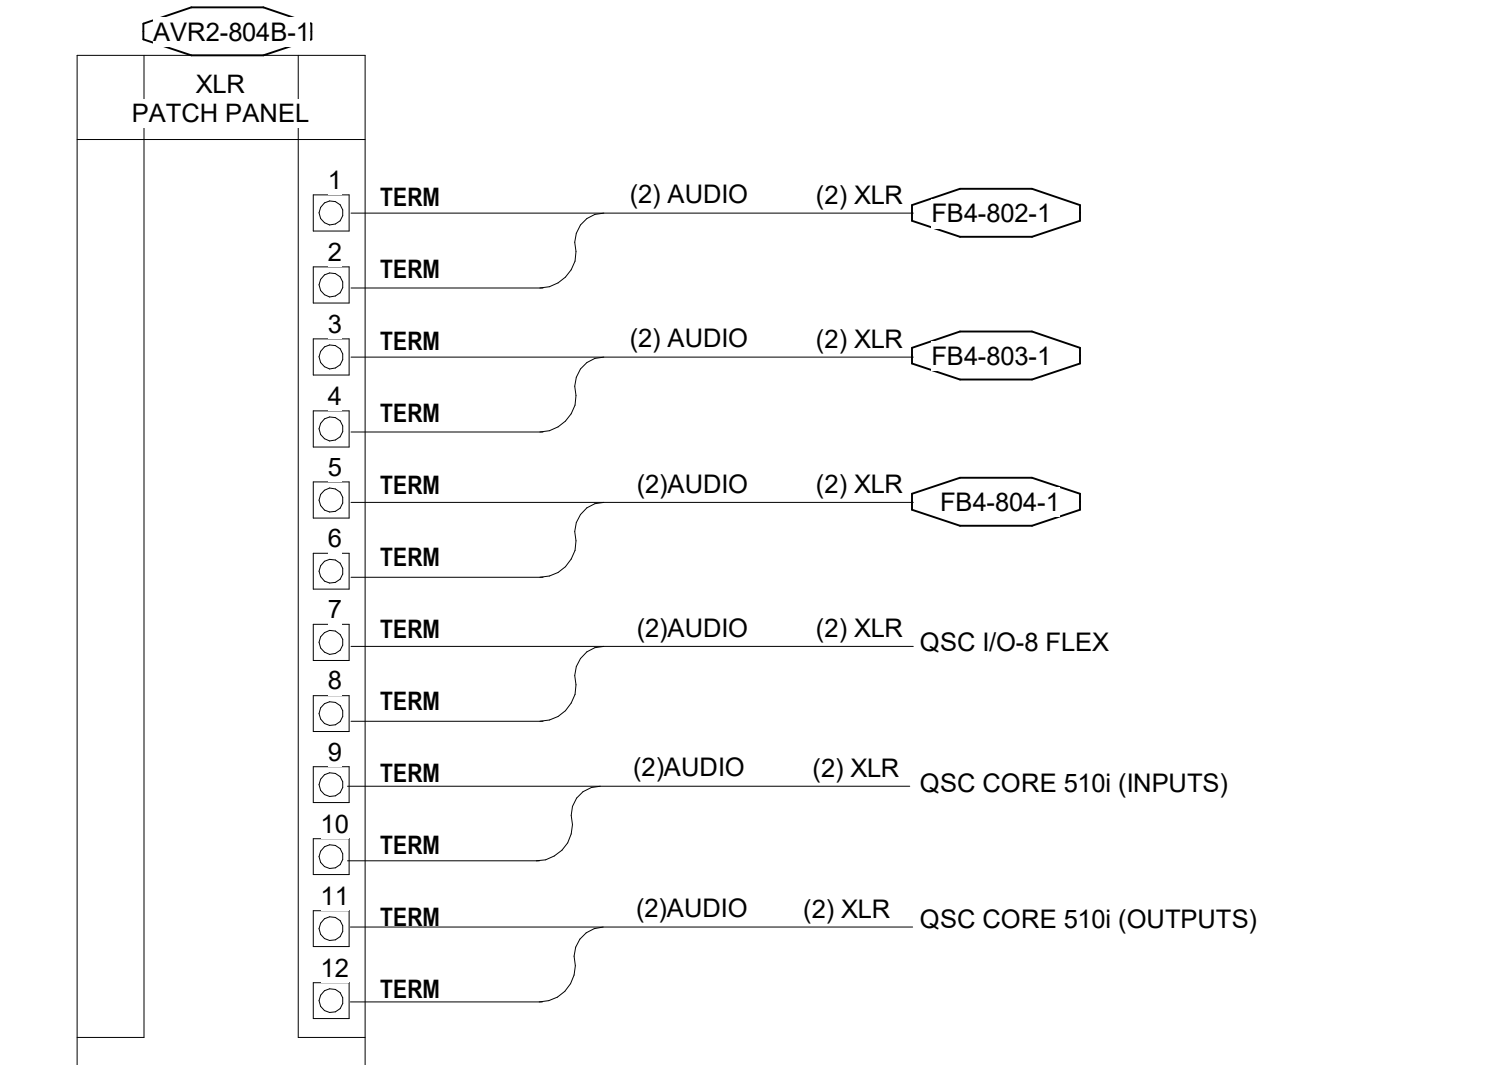 AVR2-804B-1
XLR
PATCH PANEL
1
TERM
(2) AUDIO
(2) XLR
FB4-802-1
2
TERM
3
TERM
(2) AUDIO
(2) XLR
FB4-803-1
4
TERM
5
TERM
(2)AUDIO
(2) XLR
FB4-804-1
6
TERM
7
TERM
(2)AUDIO
(2) XLR
QSC I/O-8 FLEX
8
TERM
9
TERM
(2)AUDIO
(2) XLR
QSC CORE 510i (INPUTS)
10
TERM
11
TERM
(2)AUDIO
(2) XLR
QSC CORE 510i (OUTPUTS)
12
TERM